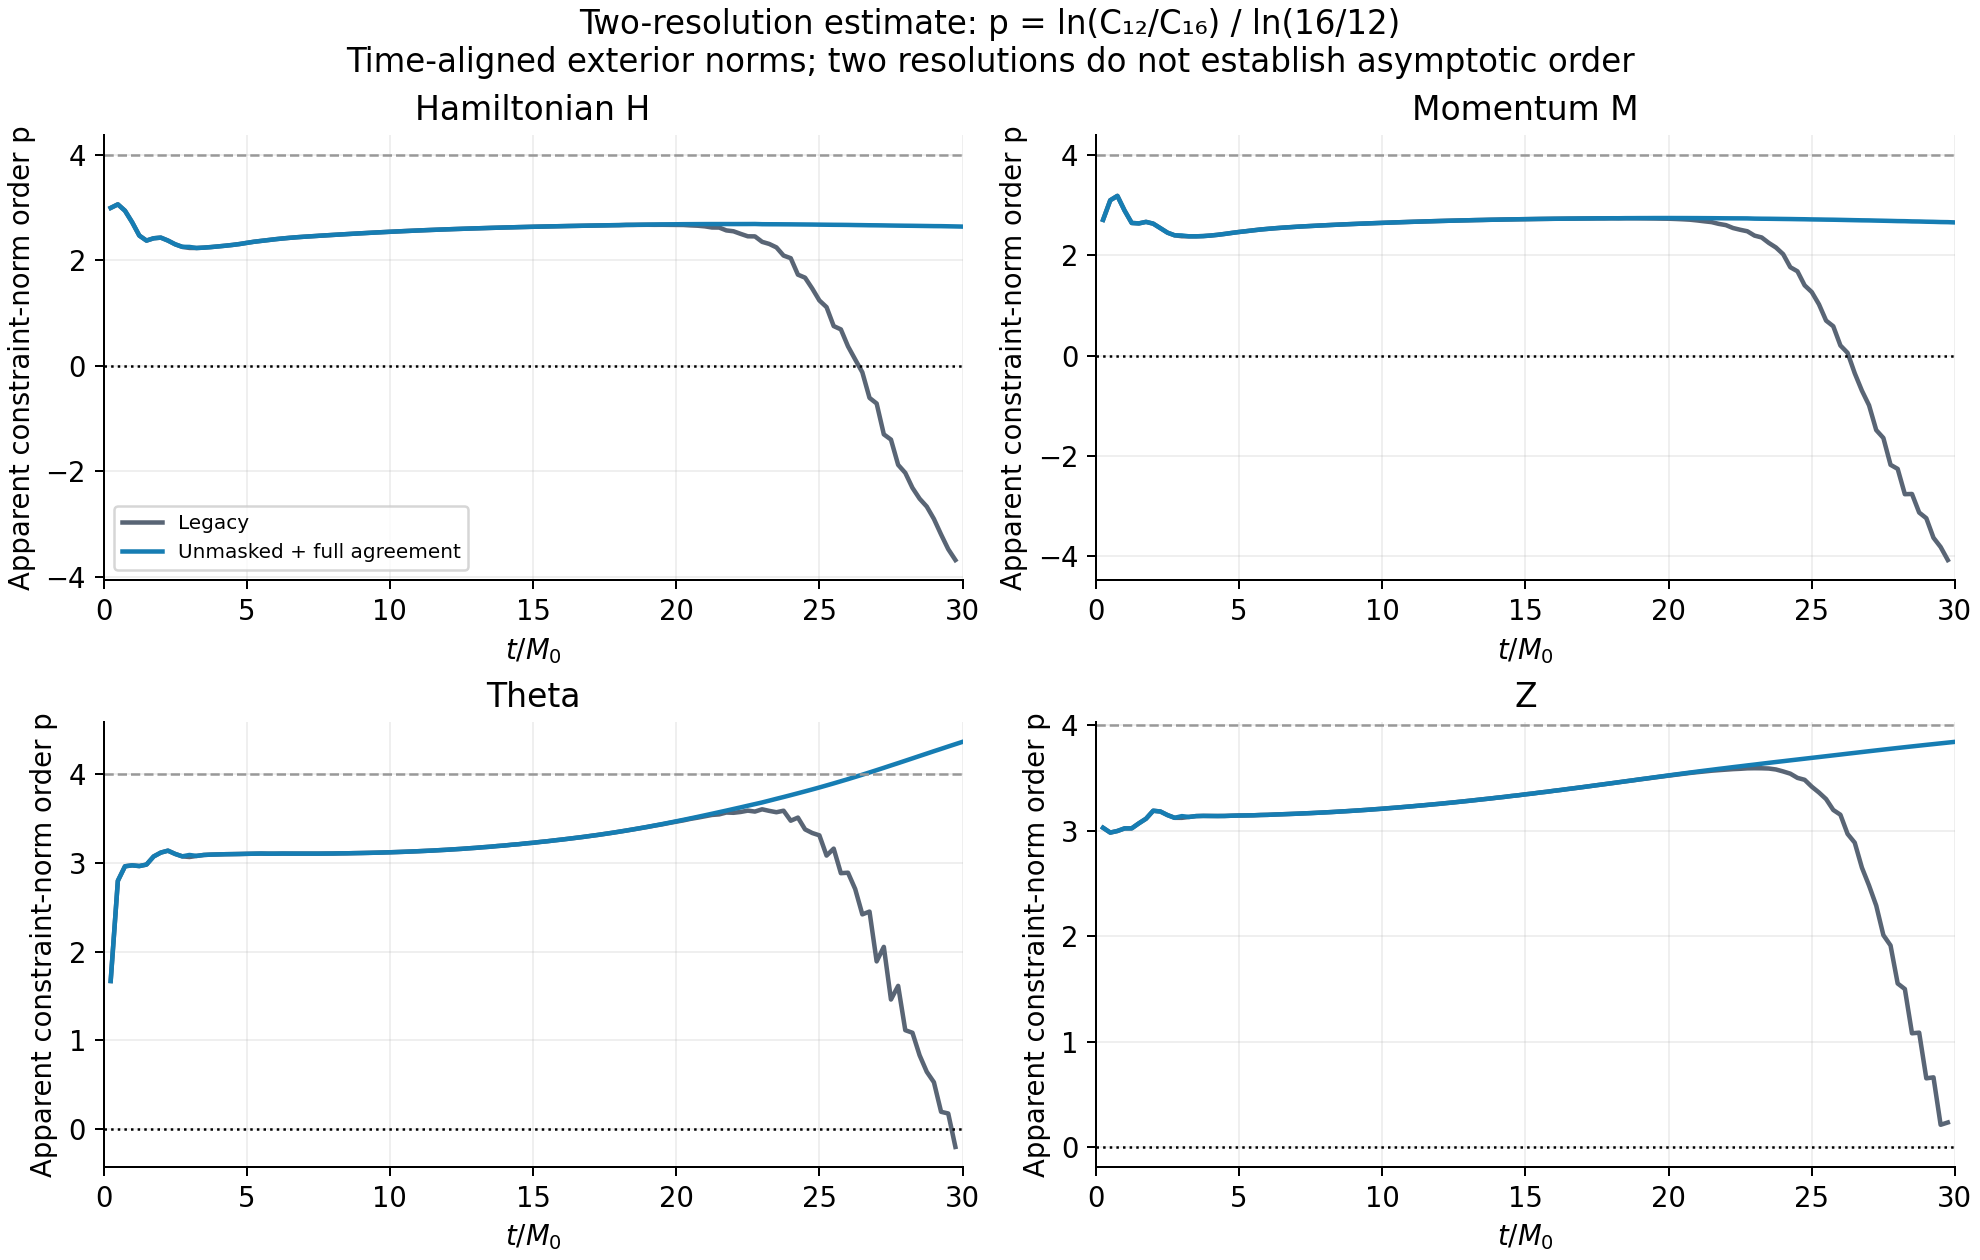 Two-resolution estimate: p = ln(C₁₂/C₁₆) / ln(16/12)
Time-aligned exterior norms; two resolutions do not establish asymptotic order
Hamiltonian H
Apparent constraint-norm order p
4
2
0
−2
−4
Legacy
Unmasked + full agreement
0 5 10 15 20 25 30
t/M₀
Momentum M
Apparent constraint-norm order p
4
2
0
−2
−4
0 5 10 15 20 25 30
t/M₀
Theta
Apparent constraint-norm order p
4
3
2
1
0
0 5 10 15 20 25 30
t/M₀
Z
Apparent constraint-norm order p
4
3
2
1
0
0 5 10 15 20 25 30
t/M₀